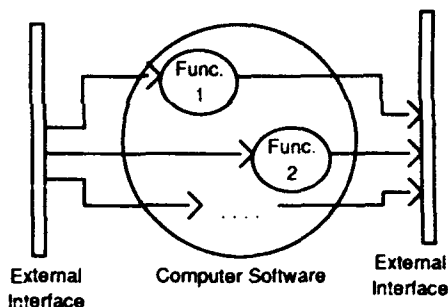 Func.
1
Func.
2
. . . .
External
Interface
Computer Software
External
Interface